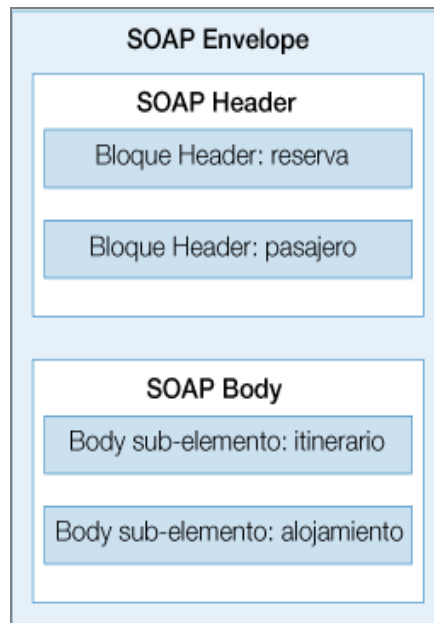 SOAP Envelope
SOAP Header
Bloque Header: reserva
Bloque Header: pasajero
SOAP Body
Body sub-elemento: itinerario
Body sub-elemento: alojamiento